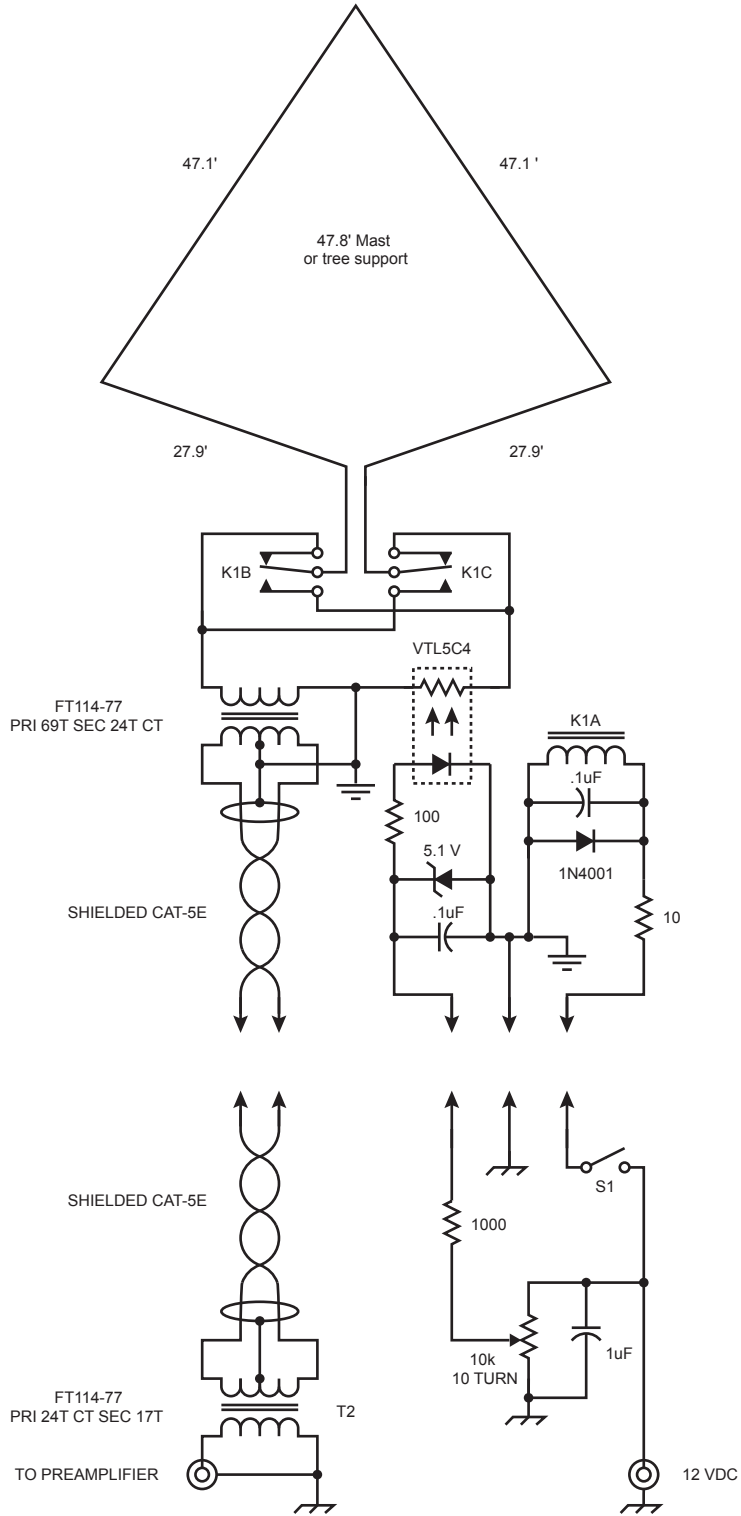 47.1'
47.1 '
47.8' Mast
or tree support
27.9'
27.9'
K1B
K1C
VTL5C4
FT114-77
PRI 69T SEC 24T CT
K1A
.1uF
100
1N4001
5.1 V
10
SHIELDED CAT-5E
.1uF
S1
SHIELDED CAT-5E
1000
10k
10 TURN
1uF
FT114-77
PRI 24T CT SEC 17T
T2
TO PREAMPLIFIER
12 VDC